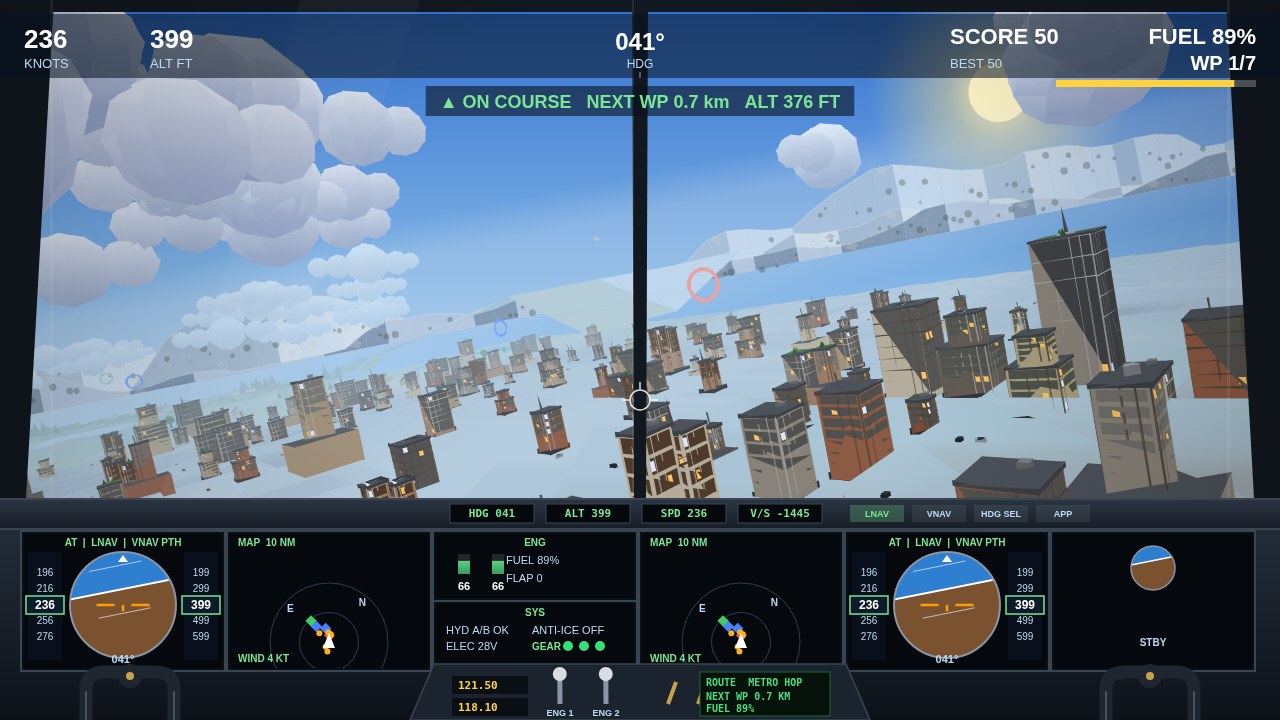 236
KNOTS
399
ALT FT
041°
HDG
SCORE 50
BEST 50
FUEL 89%
WP 1/7
▲ ON COURSE NEXT WP 0.7 km ALT 376 FT
HDG 041
ALT 399
SPD 236
V/S -1445
LNAV
VNAV
HDG SEL
APP
AT | LNAV | VNAV PTH
196
216
236
256
276
199
299
399
499
599
041°
MAP 10 NM
E
N
WIND 4 KT
ENG
FUEL 89%
FLAP 0
66
66
SYS
HYD A/B OK
ANTI-ICE OFF
ELEC 28V
GEAR
MAP 10 NM
E
N
WIND 4 KT
AT | LNAV | VNAV PTH
196
216
236
256
276
199
299
399
499
599
041°
STBY
121.50
118.10
ENG 1
ENG 2
ROUTE METRO HOP
NEXT WP 0.7 KM
FUEL 89%